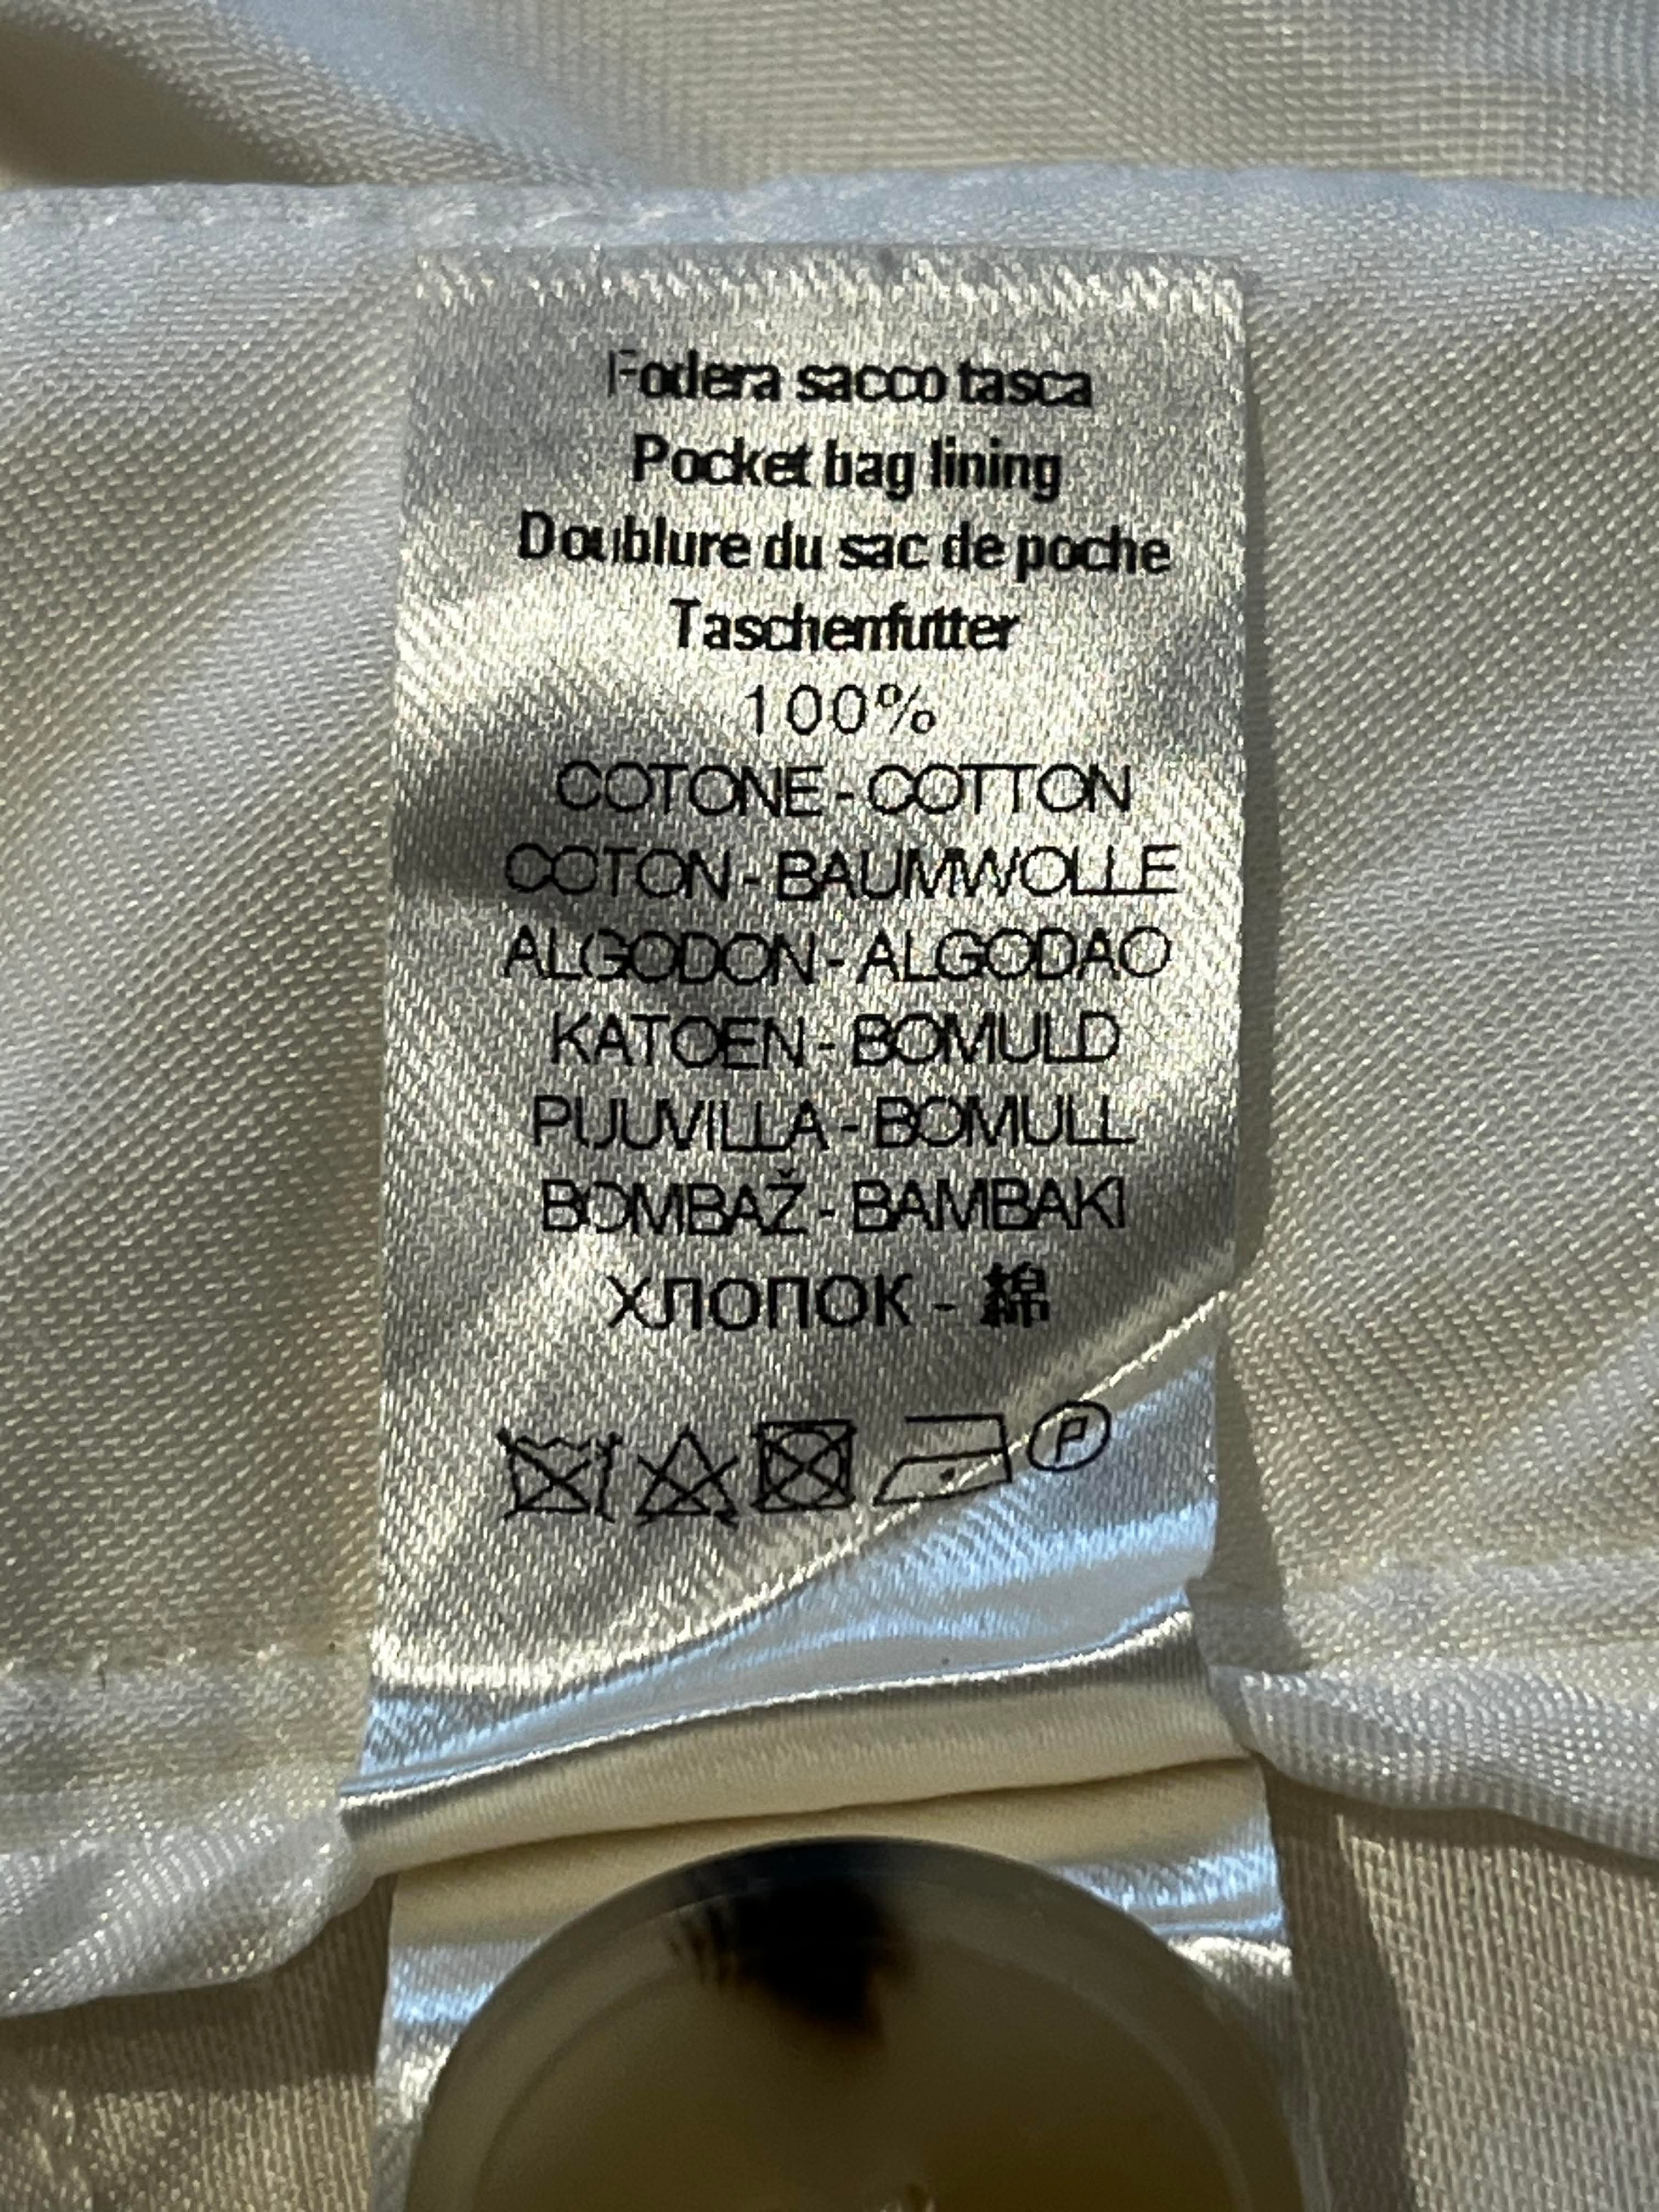 Fodera sacco tasca
Pocket bag lining
Doublure du sac de poche
Taschenfutter
100%
COTONE - COTTON
COTON - BAUMWOLLE
ALGODON - ALGODAO
KATOEN - BOMULD
PUUVILLA - BOMULL
BOMBAŽ - BAMBAKI
ХЛОПОК - 綿
P